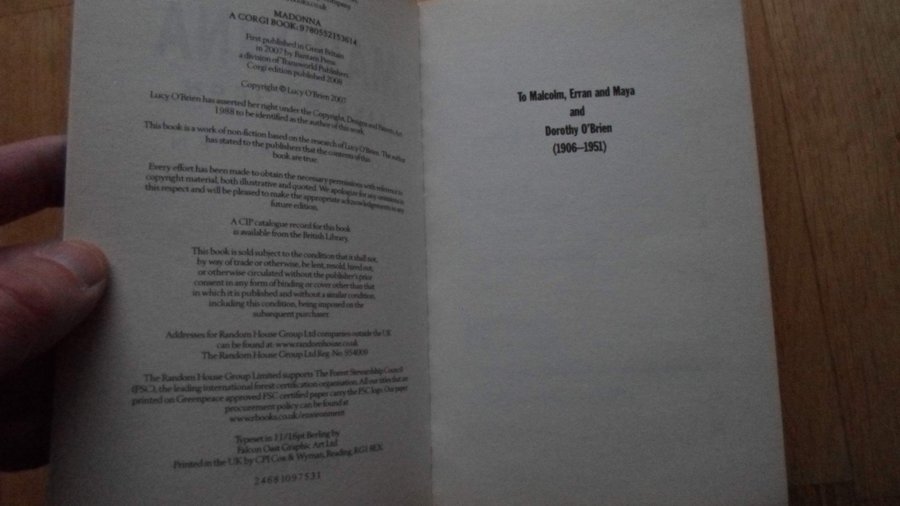 company
books.co.uk
MADONNA
A CORGI BOOK: 9780552153614
First published in Great Britain
in 2007 by Bantam Press
a division of Transworld Publishers
Corgi edition published 2008
Copyright © Lucy O'Brien 2007
Lucy O'Brien has asserted her right under the Copyright, Designs and Patents Act
1988 to be identified as the author of this work.
This book is a work of non-fiction based on the research of Lucy O'Brien. The author
has stated to the publishers that the contents of this
book are true.
Every effort has been made to obtain the necessary permissions with reference to
copyright material, both illustrative and quoted. We apologize for any omissions in
this respect and will be pleased to make the appropriate acknowledgements in any
future edition.
A CIP catalogue record for this book
is available from the British Library.
This book is sold subject to the condition that it shall not,
by way of trade or otherwise, be lent, resold, hired out,
or otherwise circulated without the publisher's prior
consent in any form of binding or cover other than that
in which it is published and without a similar condition,
including this condition, being imposed on the
subsequent purchaser.
Addresses for Random House Group Ltd companies outside the UK
can be found at: www.randomhouse.co.uk
The Random House Group Ltd Reg. No. 954009
The Random House Group Limited supports The Forest Stewardship Council
(FSC), the leading international forest certification organisation. All our titles that are
printed on Greenpeace approved FSC certified paper carry the FSC logo. Our paper
procurement policy can be found at
www.rbooks.co.uk/environment
Typeset in 11/16pt Berling by
Falcon Oast Graphic Art Ltd
Printed in the UK by CPI Cox & Wyman, Reading, RG1 8EX.
2 4 6 8 10 9 7 5 3 1
To Malcolm, Erran and Maya
and
Dorothy O'Brien
(1906–1951)